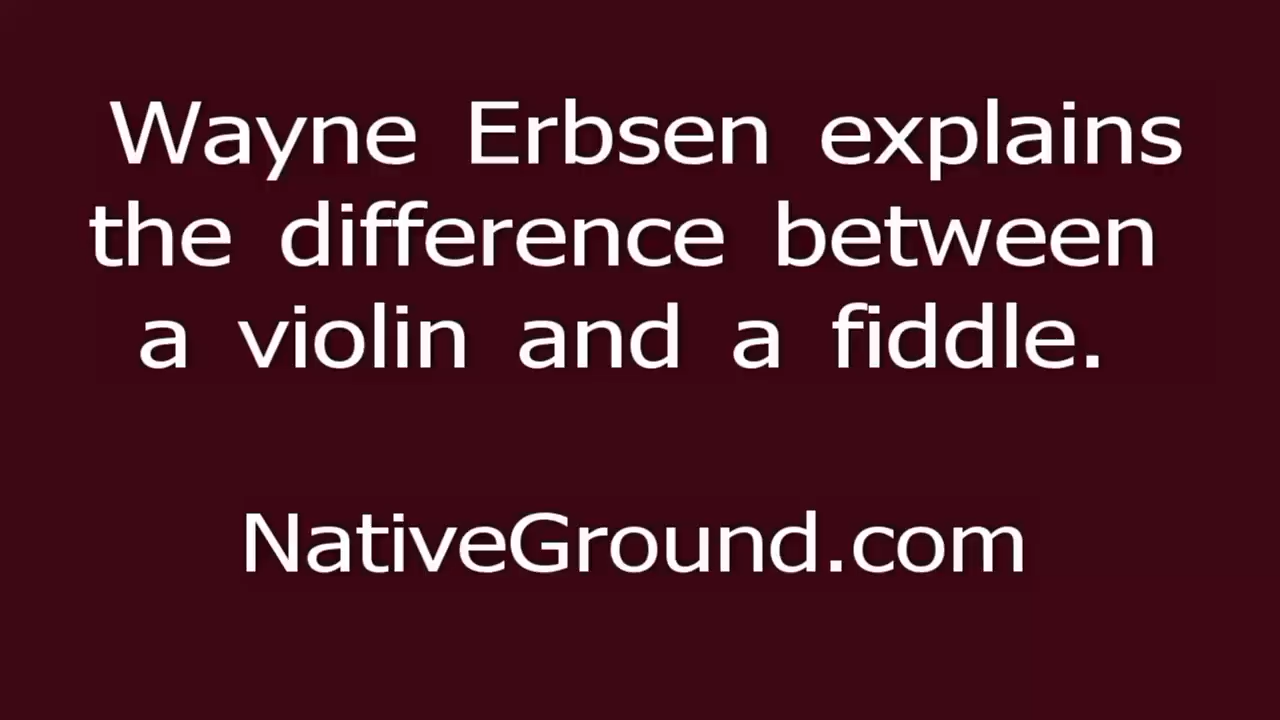 Wayne Erbsen explains
the difference between
a violin and a fiddle.
NativeGround.com